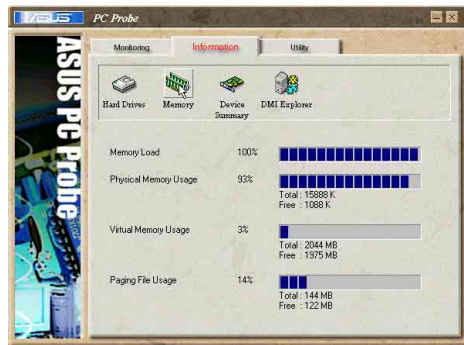 ASUS PC Probe
ASUS PC Probe
Monitoring Information Utility
Hard Drives Memory Device Summary DMI Explorer
Memory Load 100%
Physical Memory Usage 93%
Total : 15888 K
Free : 1088 K
Virtual Memory Usage 3%
Total : 2044 MB
Free : 1975 MB
Paging File Usage 14%
Total : 144 MB
Free : 122 MB